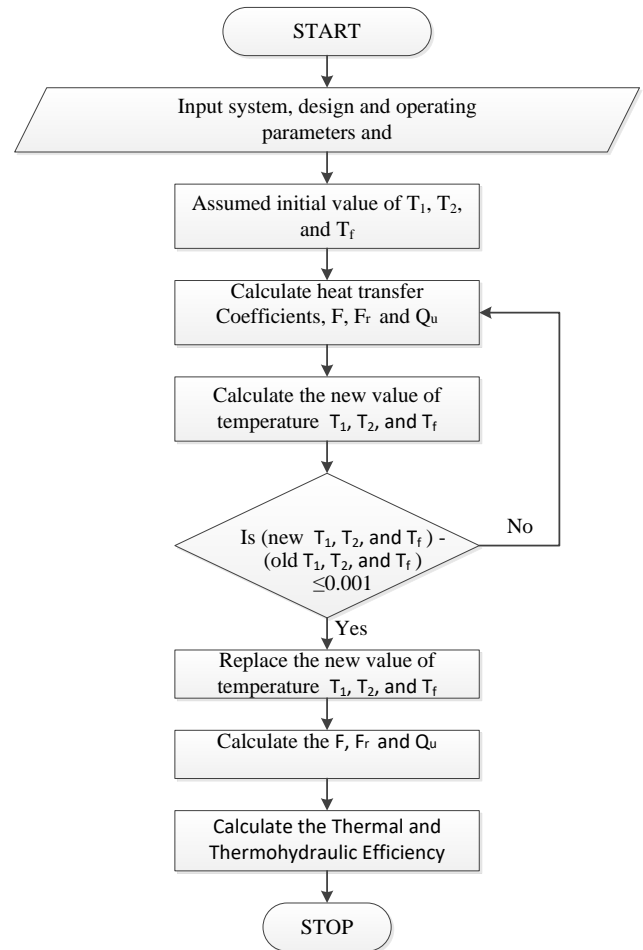 START
Input system, design and operating
parameters and
Assumed initial value of T₁, T₂,
and Tf
Calculate heat transfer
Coefficients, F, Fr and Qu
Calculate the new value of
temperature T₁, T₂, and Tf
Is (new T₁, T₂, and Tf ) -
(old T₁, T₂, and Tf )
≤0.001
No
Yes
Replace the new value of
temperature T₁, T₂, and Tf
Calculate the F, Fr and Qu
Calculate the Thermal and
Thermohydraulic Efficiency
STOP